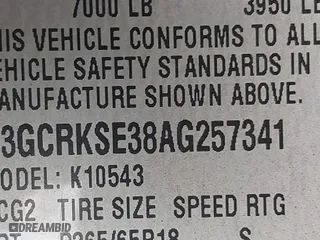 7000 LB 3950 LB
HIS VEHICLE CONFORMS TO ALL
EHICLE SAFETY STANDARDS IN
ANUFACTURE SHOWN ABOVE.
3GCRKSE38AG257341
ODEL: K10543
CG2 TIRE SIZE SPEED RTG
P265/65R18 S
DREAMBID